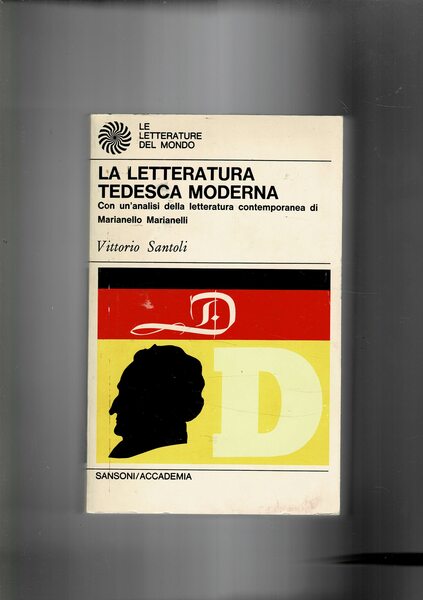 LE
LETTERATURE
DEL MONDO
LA LETTERATURA
TEDESCA MODERNA
Con un'analisi della letteratura contemporanea di
Marianello Marianelli
Vittorio Santoli
D
D
SANSONI/ACCADEMIA